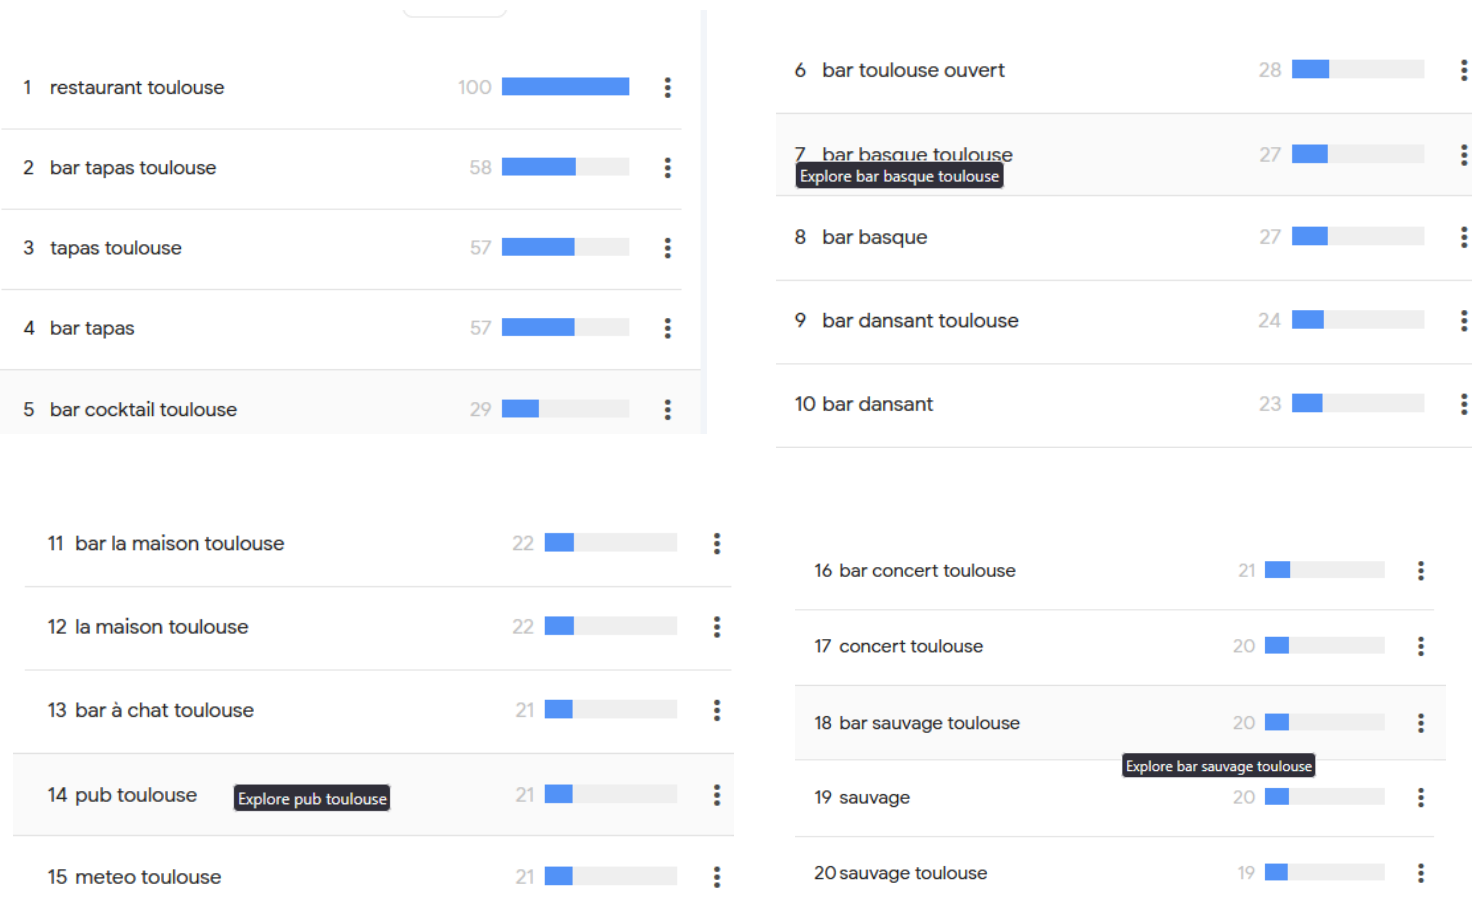 1 restaurant toulouse 100
2 bar tapas toulouse 58
3 tapas toulouse 57
4 bar tapas 57
5 bar cocktail toulouse 29
6 bar toulouse ouvert 28
7 bar basque toulouse 27
Explore bar basque toulouse
8 bar basque 27
9 bar dansant toulouse 24
10 bar dansant 23
11 bar la maison toulouse 22
12 la maison toulouse 22
13 bar à chat toulouse 21
14 pub toulouse 21
Explore pub toulouse
15 meteo toulouse 21
16 bar concert toulouse 21
17 concert toulouse 20
18 bar sauvage toulouse 20
Explore bar sauvage toulouse
19 sauvage 20
20 sauvage toulouse 19